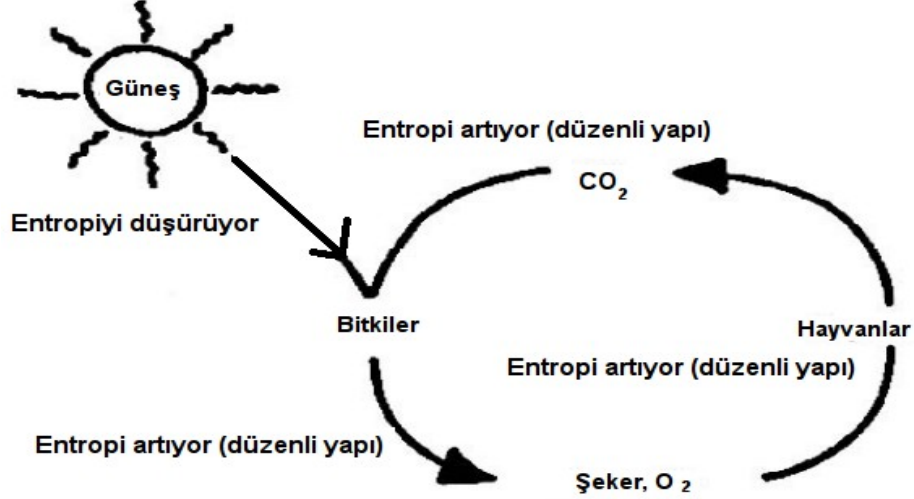 Güneş
Entropi artıyor (düzenli yapı)
CO2
Entropiyi düşürüyor
Bitkiler
Hayvanlar
Entropi artıyor (düzenli yapı)
Entropi artıyor (düzenli yapı)
Şeker, O 2